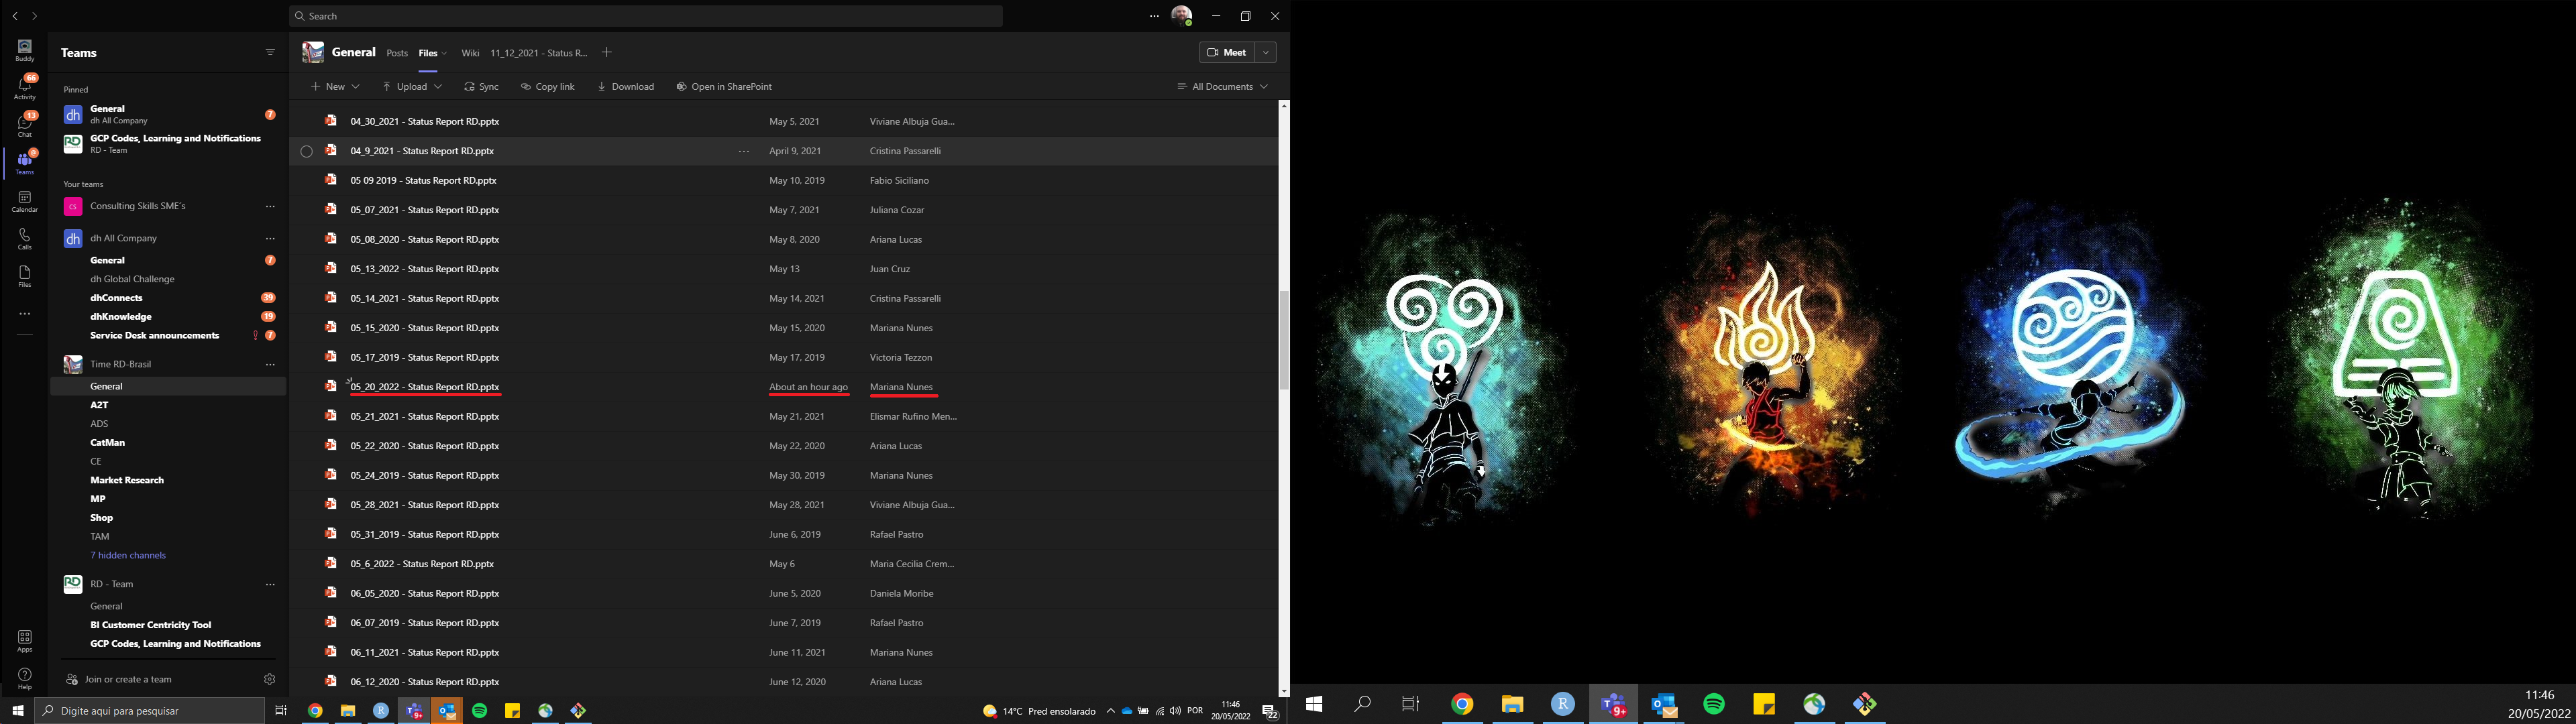 Search
Buddy
66
Activity
13
Chat
Teams
Calendar
Calls
Files
Apps
Help
Teams
Pinned
dh
General
dh All Company
7
RD
GCP Codes, Learning and Notifications
RD - Team
Your teams
CS
Consulting Skills SME's
dh
dh All Company
General
7
dh Global Challenge
dhConnects
39
dhKnowledge
19
Service Desk announcements
7
Time RD-Brasil
General
A2T
ADS
CatMan
CE
Market Research
MP
Shop
TAM
7 hidden channels
RD
RD - Team
General
BI Customer Centricity Tool
GCP Codes, Learning and Notifications
Join or create a team
General Posts Files Wiki 11_12_2021 - Status R...
Meet
New Upload Sync Copy link Download Open in SharePoint All Documents
04_30_2021 - Status Report RD.pptx May 5, 2021 Viviane Albuja Gua...
04_9_2021 - Status Report RD.pptx ... April 9, 2021 Cristina Passarelli
05 09 2019 - Status Report RD.pptx May 10, 2019 Fabio Siciliano
05_07_2021 - Status Report RD.pptx May 7, 2021 Juliana Cozar
05_08_2020 - Status Report RD.pptx May 8, 2020 Ariana Lucas
05_13_2022 - Status Report RD.pptx May 13 Juan Cruz
05_14_2021 - Status Report RD.pptx May 14, 2021 Cristina Passarelli
05_15_2020 - Status Report RD.pptx May 15, 2020 Mariana Nunes
05_17_2019 - Status Report RD.pptx May 17, 2019 Victoria Tezzon
05_20_2022 - Status Report RD.pptx About an hour ago Mariana Nunes
05_21_2021 - Status Report RD.pptx May 21, 2021 Elismar Rufino Men...
05_22_2020 - Status Report RD.pptx May 22, 2020 Ariana Lucas
05_24_2019 - Status Report RD.pptx May 30, 2019 Mariana Nunes
05_28_2021 - Status Report RD.pptx May 28, 2021 Viviane Albuja Gua...
05_31_2019 - Status Report RD.pptx June 6, 2019 Rafael Pastro
05_6_2022 - Status Report RD.pptx May 6 Maria Cecilia Crem...
06_05_2020 - Status Report RD.pptx June 5, 2020 Daniela Moribe
06_07_2019 - Status Report RD.pptx June 7, 2019 Rafael Pastro
06_11_2021 - Status Report RD.pptx June 11, 2021 Mariana Nunes
06_12_2020 - Status Report RD.pptx June 12, 2020 Ariana Lucas
Digite aqui para pesquisar
R
9+
14°C Pred ensolarado
POR
11:46
20/05/2022
22
R
9+
11:46
20/05/2022